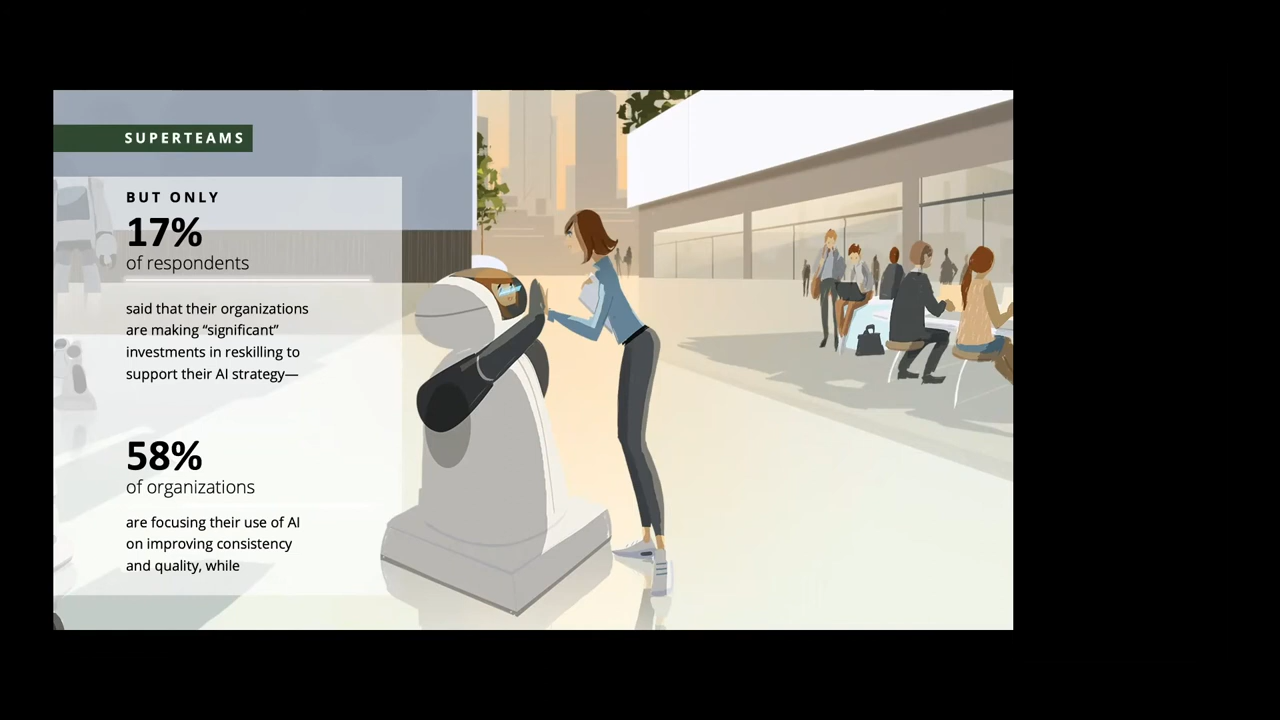 SUPERTEAMS
BUT ONLY
17%
of respondents
said that their organizations
are making “significant”
investments in reskilling to
support their AI strategy—
58%
of organizations
are focusing their use of AI
on improving consistency
and quality, while